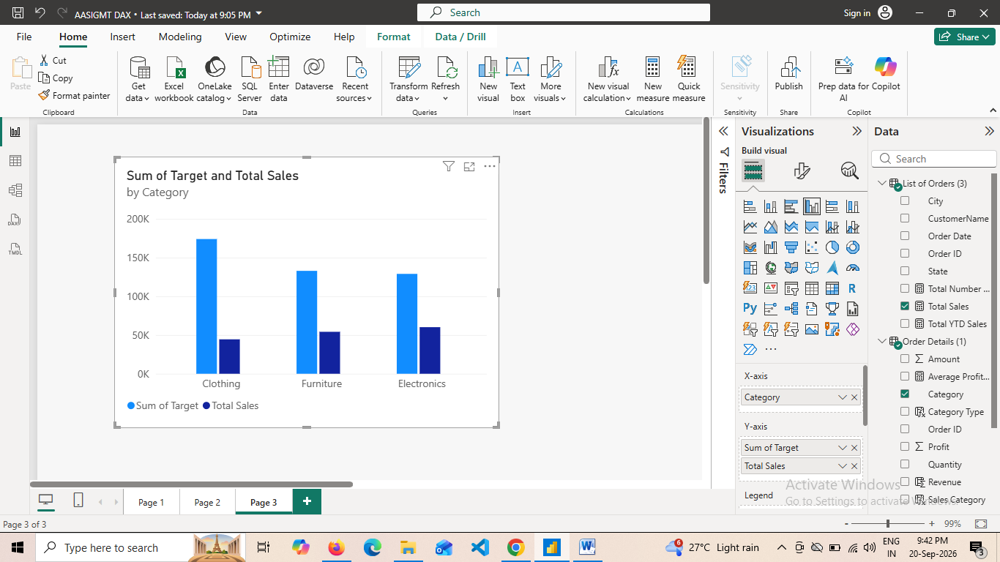 AASIGMT DAX • Last saved: Today at 9:05 PM
Search
Sign in
File Home Insert Modeling View Optimize Help Format Data / Drill
Share
Paste
Cut
Copy
Format painter
Clipboard
Get data
Excel workbook
OneLake catalog
SQL Server
Enter data
Dataverse
Recent sources
Data
Transform data
Refresh
Queries
New visual
Text box
More visuals
Insert
New visual calculation
New measure
Quick measure
Calculations
Sensitivity
Sensitivity
Publish
Share
Prep data for AI
Copilot
Copilot
DAX
TMDL
Sum of Target and Total Sales
by Category
200K
150K
100K
50K
0K
Clothing Furniture Electronics
Sum of Target Total Sales
Filters
Visualizations
Build visual
123
R
Py
X-axis
Category
Y-axis
Sum of Target
Total Sales
Legend
Data
Search
List of Orders (3)
City
CustomerName
Order Date
Order ID
State
Total Number ...
Total Sales
Total YTD Sales
Order Details (1)
Amount
Average Profit...
Category
Category Type
Order ID
Profit
Quantity
Revenue
Sales Category
Activate Windows
Go to Settings to activate Windows.
Page 1 Page 2 Page 3 +
Page 3 of 3
- + 99%
Type here to search
6
27°C Light rain
ENG
IN
9:42 PM
20-Sep-2026
3